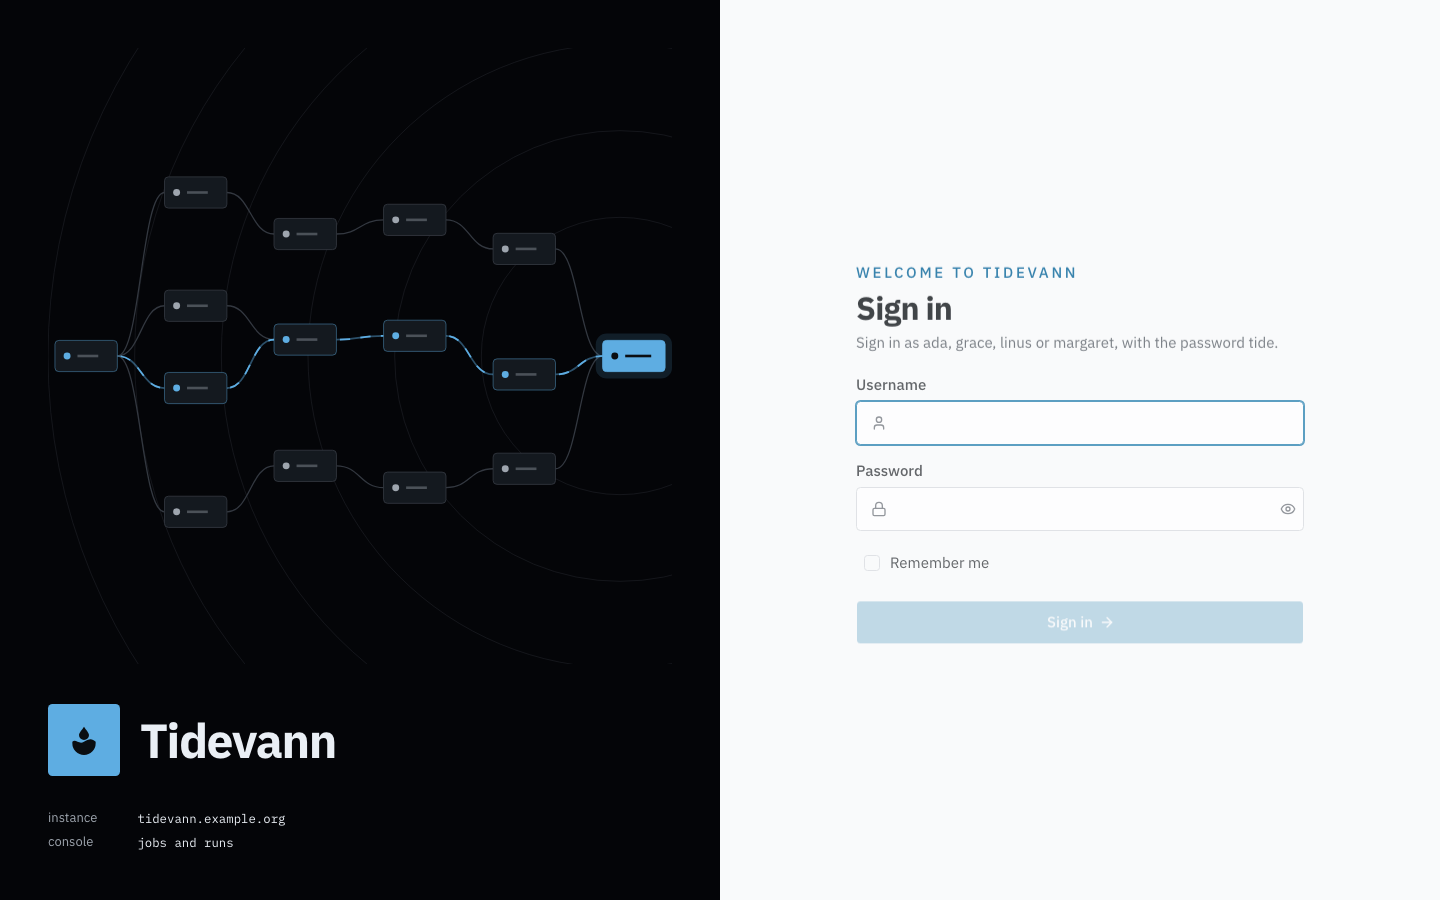 Tidevann
instance tidevann.example.org
console jobs and runs
WELCOME TO TIDEVANN
Sign in
Sign in as ada, grace, linus or margaret, with the password tide.
Username
Password
Remember me
Sign in →